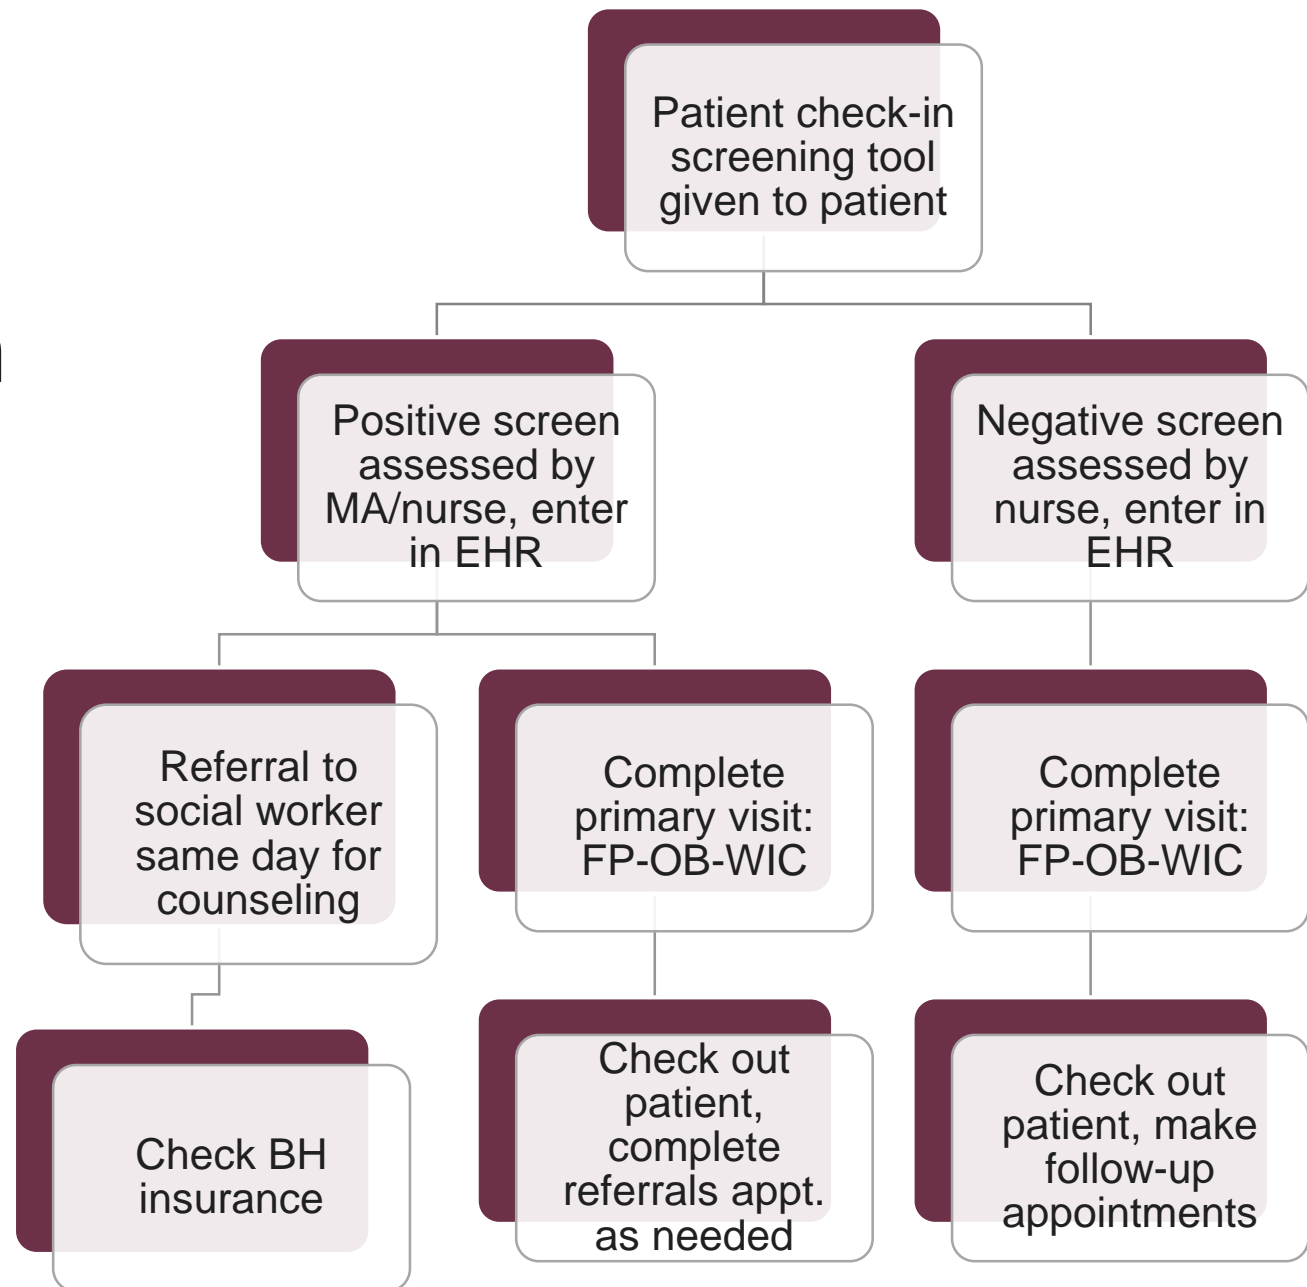 Patient check-in
screening tool
given to patient
Positive screen
assessed by
MA/nurse, enter
in EHR
Negative screen
assessed by
nurse, enter in
EHR
Referral to
social worker
same day for
counseling
Complete
primary visit:
FP-OB-WIC
Complete
primary visit:
FP-OB-WIC
Check BH
insurance
Check out
patient,
complete
referrals appt.
as needed
Check out
patient, make
follow-up
appointments